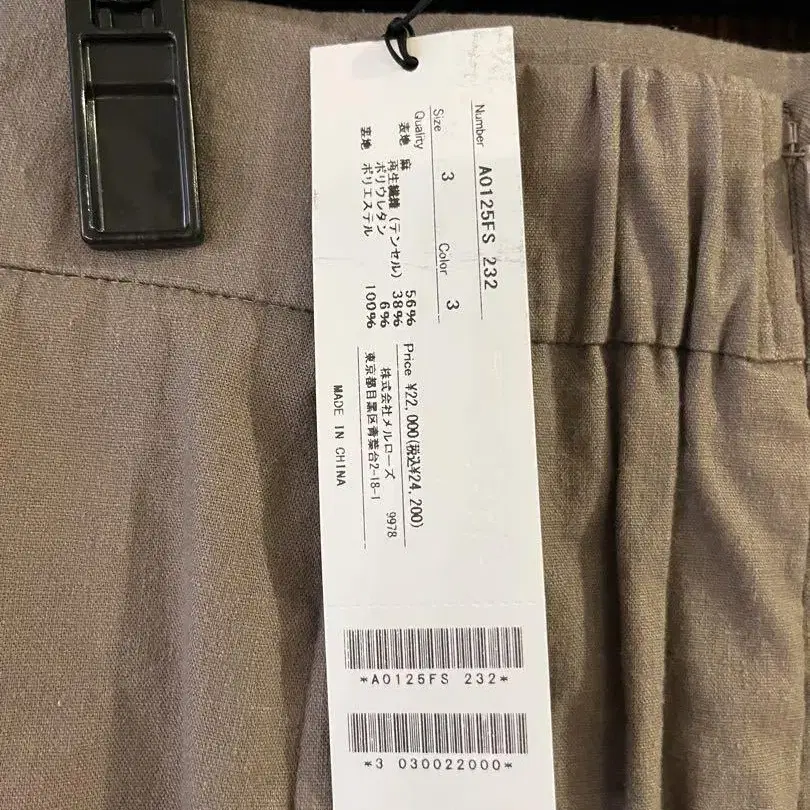 Number A0125FS 232
Size 3 Color 3
Quality
表地 麻 56%
再生繊維 (テンセル) 38%
ポリウレタン 6%
裏地 ポリエステル 100%
Price ¥22,000(税込¥24,200)
株式会社メルローズ 9978
東京都目黒区青葉台2-18-1
MADE IN CHINA
*A0125FS 232*
*3 030022000*